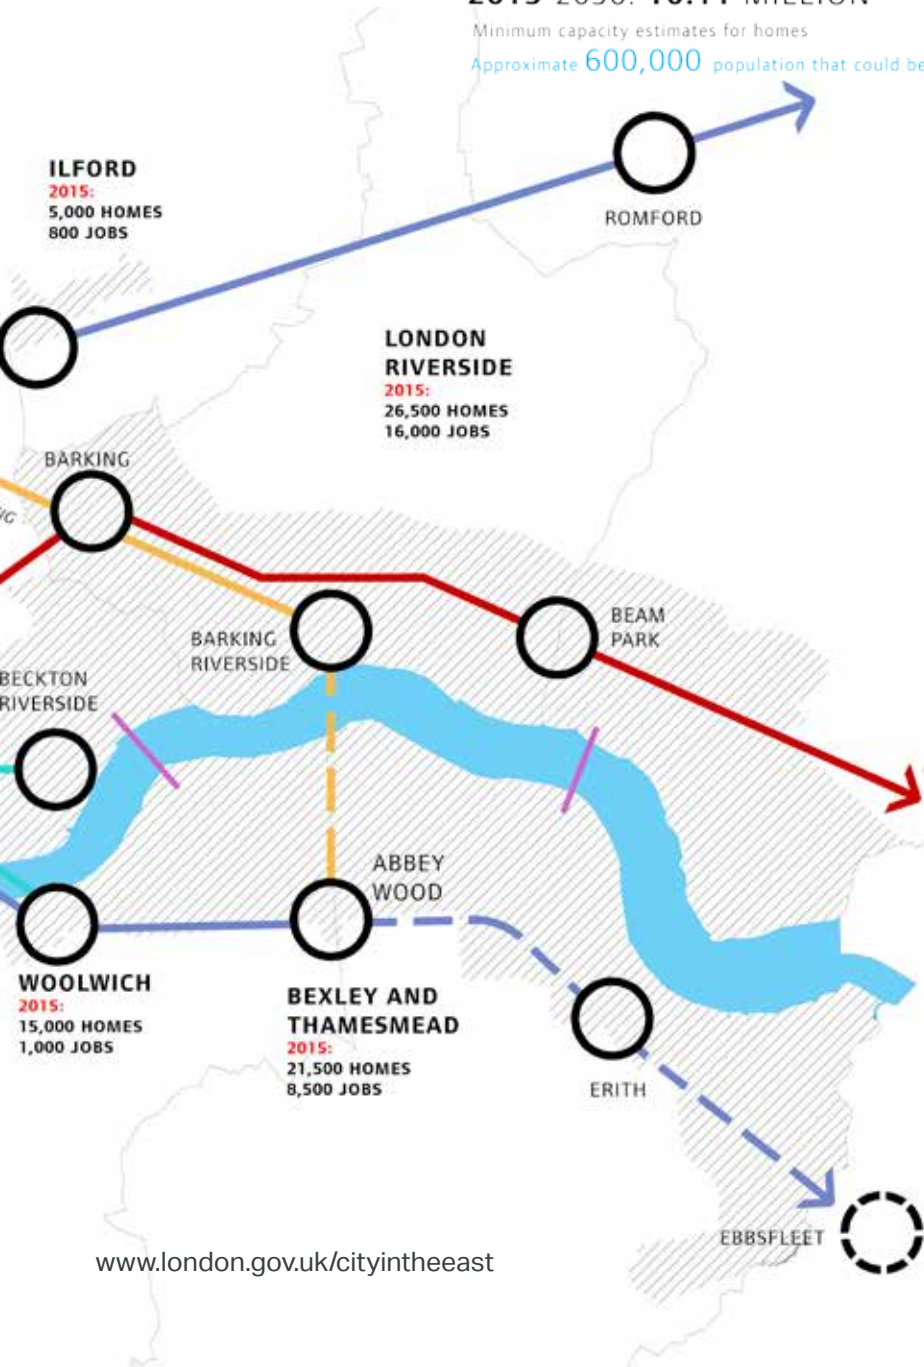 Minimum capacity estimates for homes
Approximate 600,000 population that could be
ILFORD
2015:
5,000 HOMES
800 JOBS
ROMFORD
LONDON
RIVERSIDE
2015:
26,500 HOMES
16,000 JOBS
BARKING
BEAM
PARK
BARKING
RIVERSIDE
BECKTON
RIVERSIDE
ABBEY
WOOD
WOOLWICH
2015:
15,000 HOMES
1,000 JOBS
BEXLEY AND
THAMESMEAD
2015:
21,500 HOMES
8,500 JOBS
ERITH
EBBSFLEET
www.london.gov.uk/cityintheeast